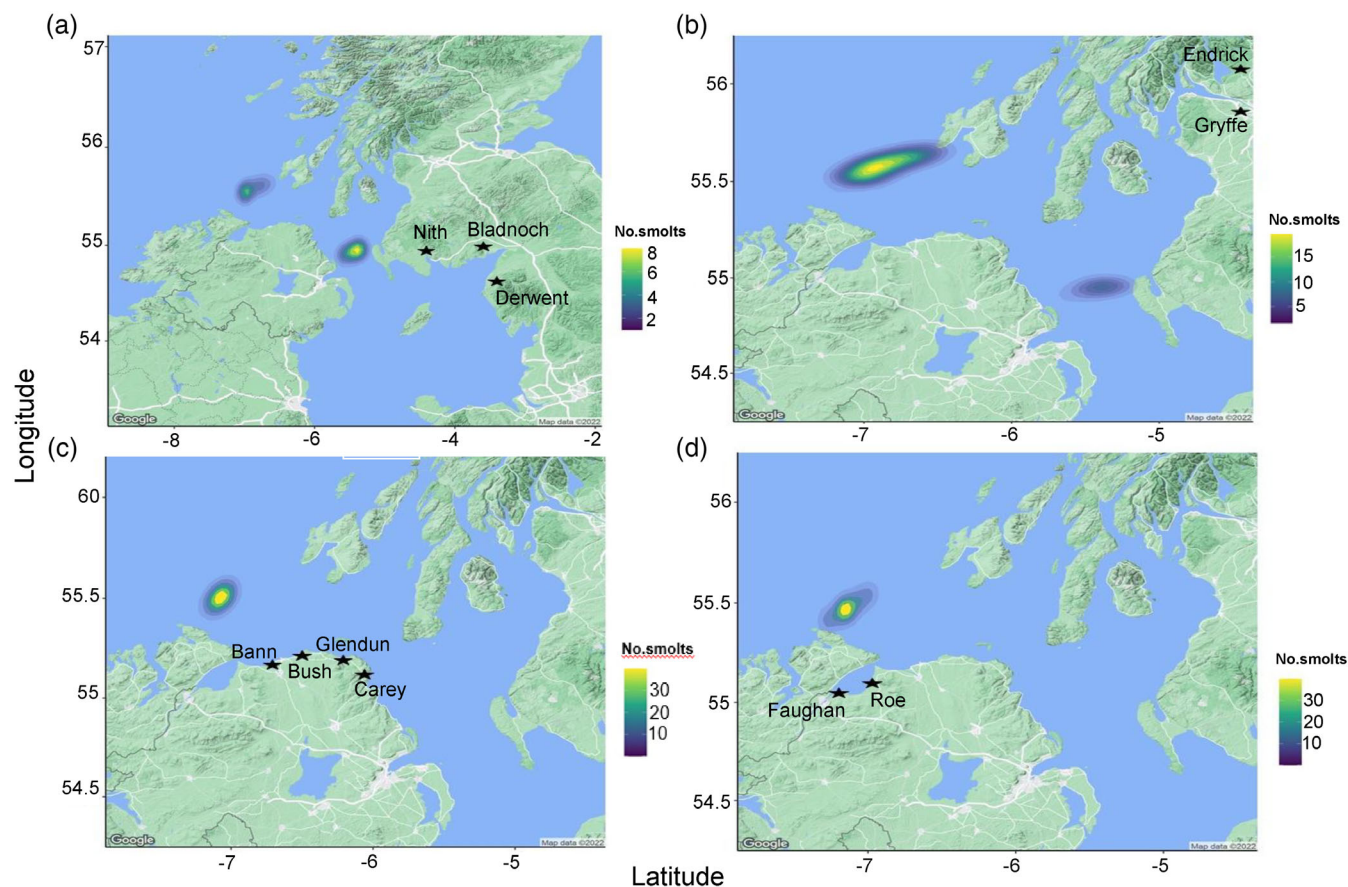 (a)
57
56
55
54
-8
-6
-4
-2
Nith
Bladnoch
Derwent
Google
Map data ©2022
No.smolts
8
6
4
2
(b)
56
55.5
55
54.5
-7
-6
-5
Endrick
Gryffe
Google
Map data ©2022
No.smolts
15
10
5
Longitude
(c)
60
55.5
55
54.5
-7
-6
-5
Bann
Bush
Glendun
Carey
Google
Map data ©2022
No.smolts
30
20
10
(d)
56
55.5
55
54.5
-7
-6
-5
Faughan
Roe
Google
Map data ©2022
No.smolts
30
20
10
Latitude